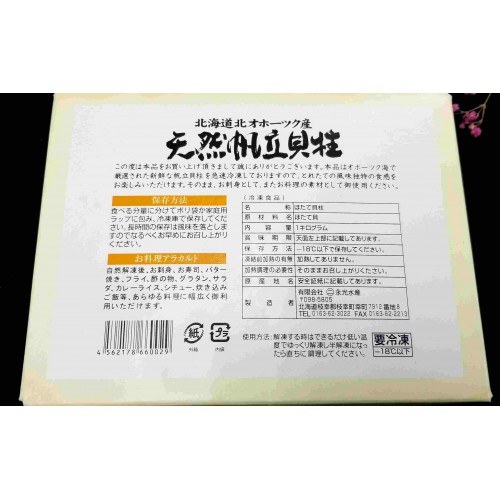 北海道北オホーツク産
天然帆立貝柱
この度は本品をお買い上げ頂きまして誠にありがとうございます。本品はオホーツク海で
厳選された新鮮な帆立貝柱を急速冷凍しておりますので、とれたての風味独特の食感を
お楽しみいただけます。そのまま、お刺身として、またお料理の素材として御使用ください。
保存方法
食べる分量に分けてポリ袋か家庭用
ラップに包み、冷凍庫で保存してくださ
い。長時間の保存は風味を落としま
すのでなるべくお早めにお召し上がり
ください。
お料理アラカルト
自然解凍後、お刺身、お寿司、バター
焼き、フライ、酢の物、グラタン、サラ
ダ、カレーライス、シチュー、炊き込み
ご飯等、あらゆる料理に幅広く御利
用いただけます。
(冷凍食品)
名称 ほたて貝柱
原材料名 ほたて貝
内容量 1キログラム
賞味期限 天面左上部に記載してあります。
保存方法 −18℃以下で保存してください。
凍結前加熱の有無 加熱してありません。
加熱調理の必要性 そのままお召し上がりください。
原産地名 安全証紙に記載してあります。
製造者 有限会社 永光水産
〒098-5805
北海道枝幸郡枝幸町幸町7912番地8
TEL 0163-62-3022 FAX 0163-62-2213
4562178660029
紙
外箱
プラ
内袋
使用方法:解凍する時はできるだけ低い温
度でゆっくり解凍し半解凍になっ
たら直ちに調理してください。
要冷凍
−18℃以下